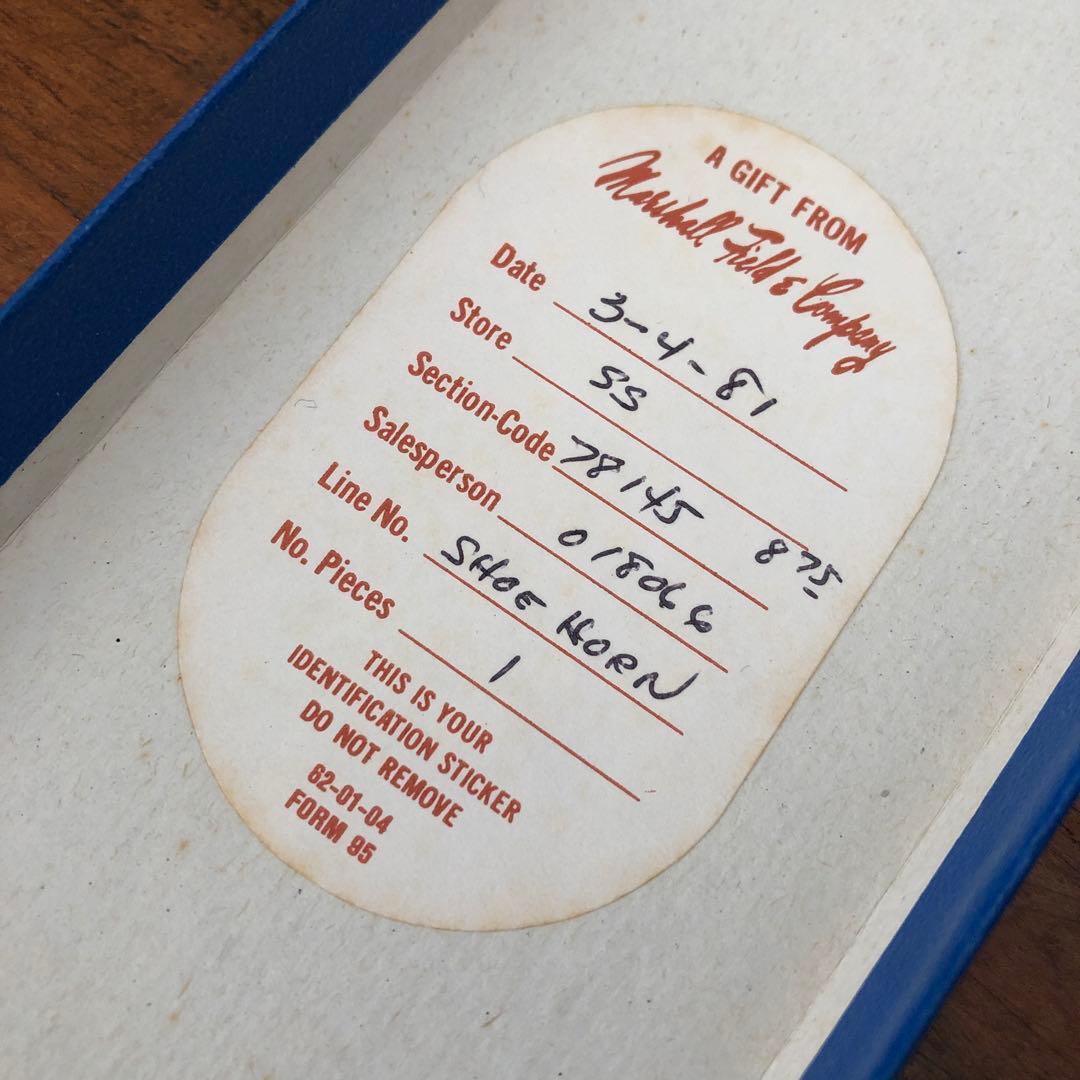 A GIFT FROM
Marshall Field & Company
Date 3-4-81
Store SS
Section-Code 78145 875
Salesperson 018066
Line No. SHOE HORN
No. Pieces 1
THIS IS YOUR
IDENTIFICATION STICKER
DO NOT REMOVE
62-01-04
FORM 95